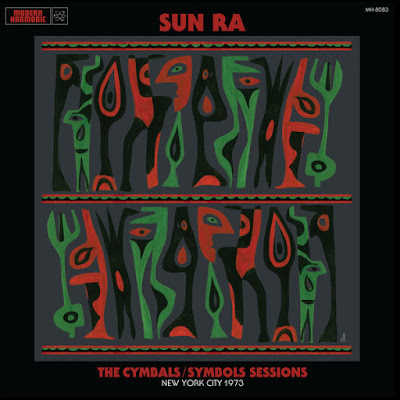 MODERN
HARMONIC
MH-8083
SUN RA
THE CYMBALS/SYMBOLS SESSIONS
NEW YORK CITY 1973